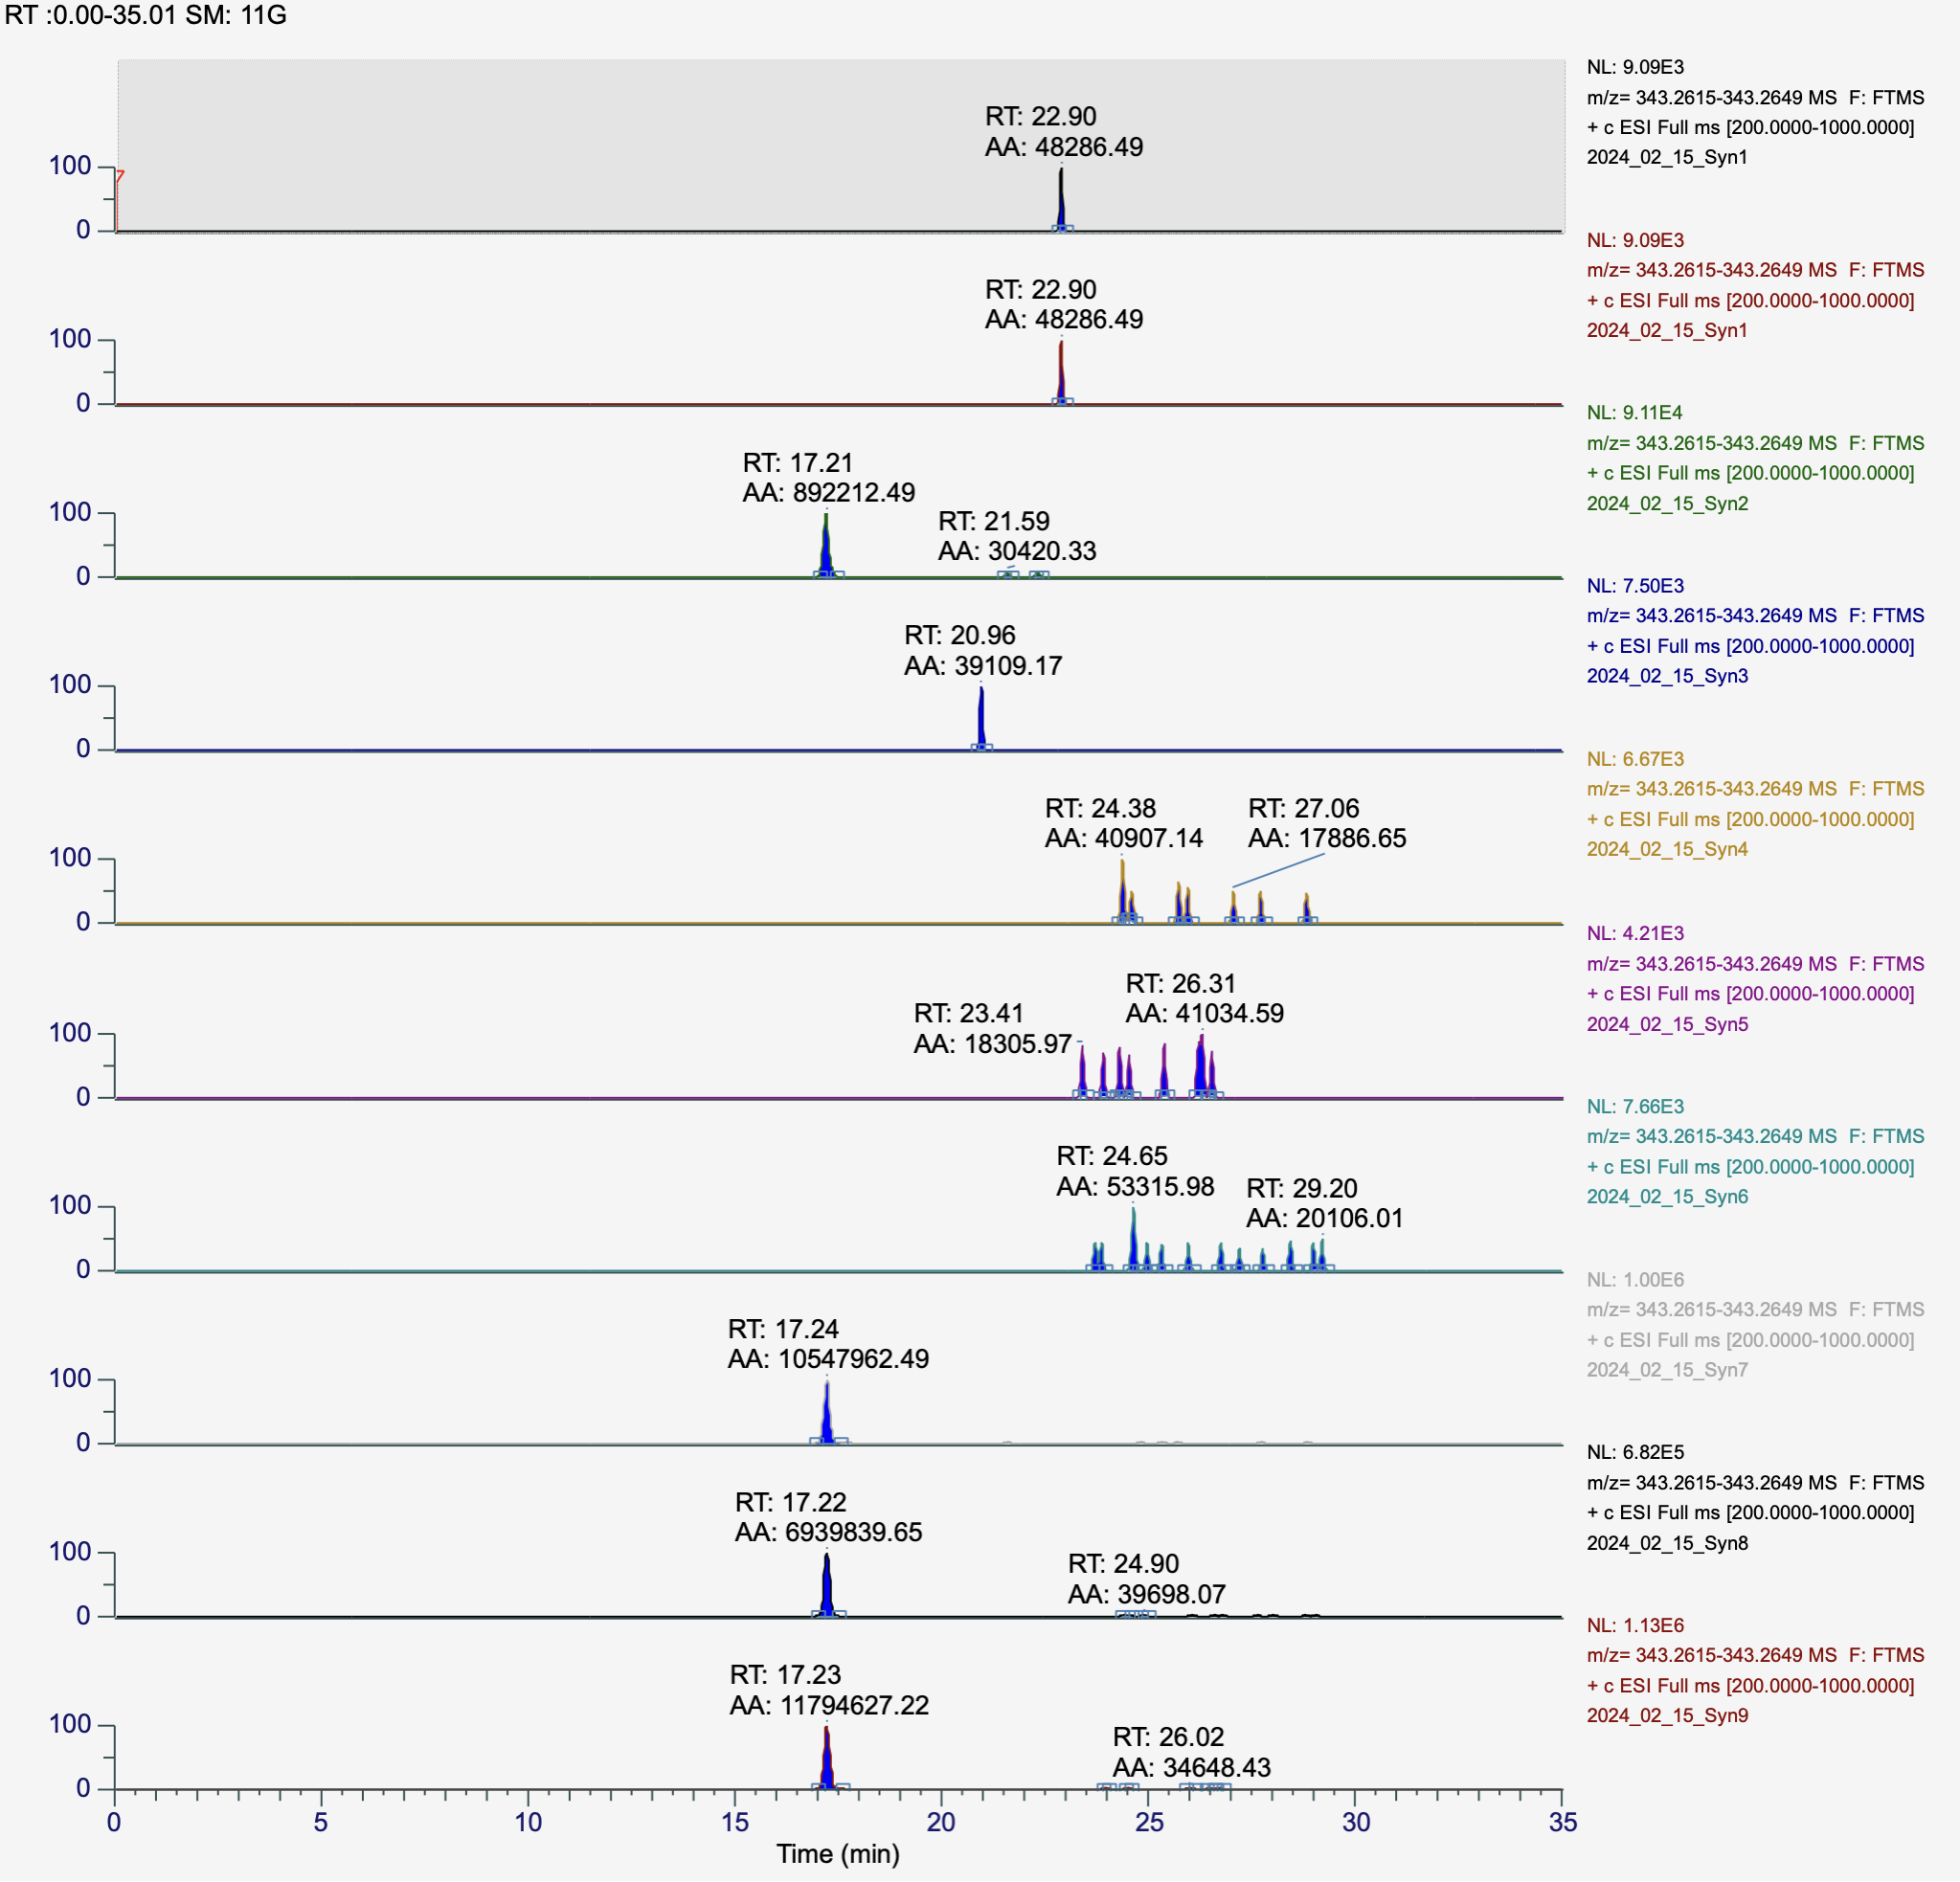 RT :0.00-35.01 SM: 11G
NL: 9.09E3
m/z= 343.2615-343.2649 MS F: FTMS
+ c ESI Full ms [200.0000-1000.0000]
2024_02_15_Syn1
RT: 22.90
AA: 48286.49
100
7
0
NL: 9.09E3
m/z= 343.2615-343.2649 MS F: FTMS
+ c ESI Full ms [200.0000-1000.0000]
2024_02_15_Syn1
RT: 22.90
AA: 48286.49
100
0
NL: 9.11E4
m/z= 343.2615-343.2649 MS F: FTMS
+ c ESI Full ms [200.0000-1000.0000]
2024_02_15_Syn2
RT: 17.21
AA: 892212.49
RT: 21.59
AA: 30420.33
100
0
NL: 7.50E3
m/z= 343.2615-343.2649 MS F: FTMS
+ c ESI Full ms [200.0000-1000.0000]
2024_02_15_Syn3
RT: 20.96
AA: 39109.17
100
0
NL: 6.67E3
m/z= 343.2615-343.2649 MS F: FTMS
+ c ESI Full ms [200.0000-1000.0000]
2024_02_15_Syn4
RT: 24.38
AA: 40907.14
RT: 27.06
AA: 17886.65
100
0
NL: 4.21E3
m/z= 343.2615-343.2649 MS F: FTMS
+ c ESI Full ms [200.0000-1000.0000]
2024_02_15_Syn5
RT: 23.41
AA: 18305.97
RT: 26.31
AA: 41034.59
100
0
NL: 7.66E3
m/z= 343.2615-343.2649 MS F: FTMS
+ c ESI Full ms [200.0000-1000.0000]
2024_02_15_Syn6
RT: 24.65
AA: 53315.98
RT: 29.20
AA: 20106.01
100
0
NL: 1.00E6
m/z= 343.2615-343.2649 MS F: FTMS
+ c ESI Full ms [200.0000-1000.0000]
2024_02_15_Syn7
RT: 17.24
AA: 10547962.49
100
0
NL: 6.82E5
m/z= 343.2615-343.2649 MS F: FTMS
+ c ESI Full ms [200.0000-1000.0000]
2024_02_15_Syn8
RT: 17.22
AA: 6939839.65
RT: 24.90
AA: 39698.07
100
0
NL: 1.13E6
m/z= 343.2615-343.2649 MS F: FTMS
+ c ESI Full ms [200.0000-1000.0000]
2024_02_15_Syn9
RT: 17.23
AA: 11794627.22
RT: 26.02
AA: 34648.43
100
0
0 5 10 15 20 25 30 35
Time (min)